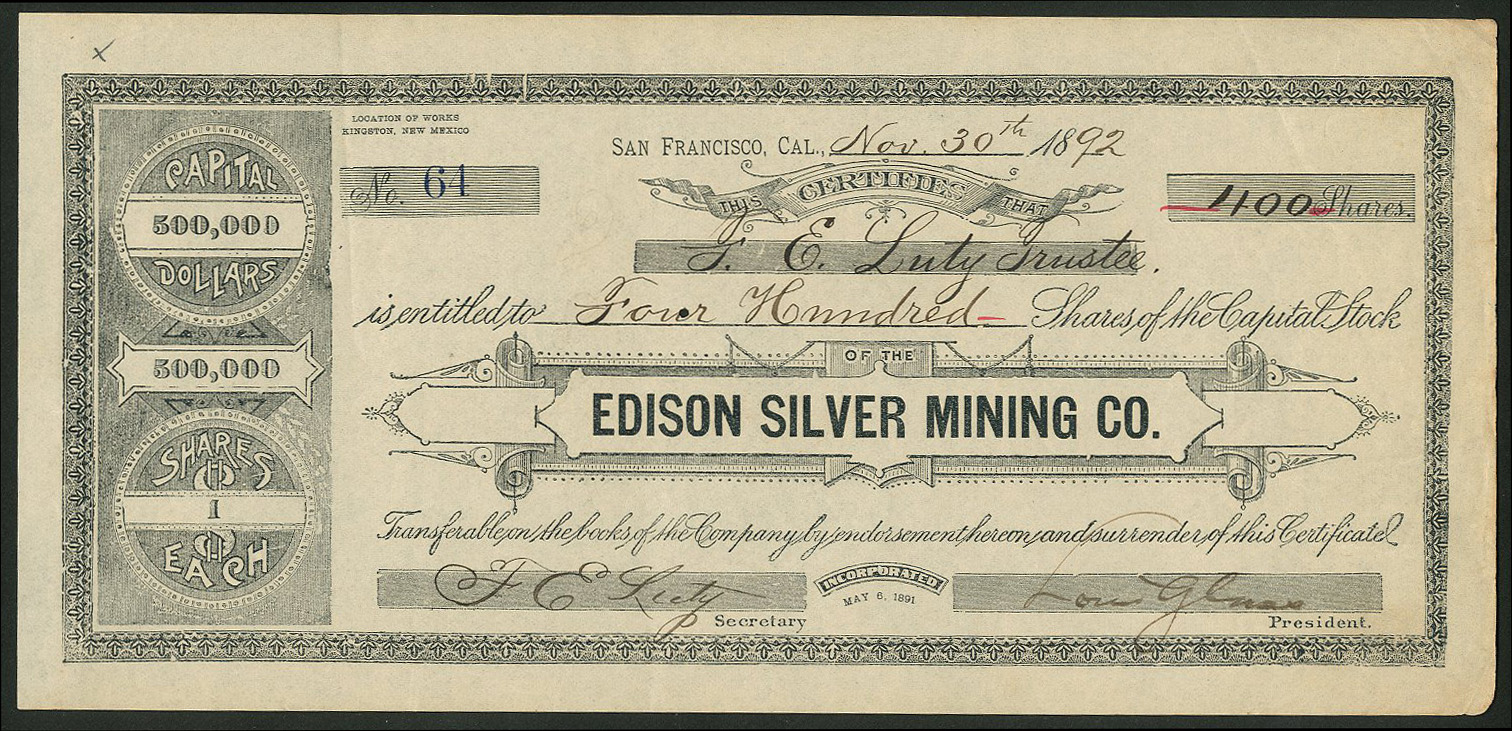 x
CAPITAL
500,000
DOLLARS
500,000
SHARES
$
1
$
EACH
LOCATION OF WORKS
KINGSTON, NEW MEXICO
No. 64
SAN FRANCISCO, CAL., Nov. 30th 1892
THIS CERTIFIES THAT
400 Shares.
F. E. Luty Trustee.
is entitled to Four Hundred Shares of the Capital Stock
OF THE
EDISON SILVER MINING CO.
Transferable on the books of the Company by endorsement hereon and surrender of this Certificate
F E Luty
Secretary
INCORPORATED
MAY 6, 1891
Lou
President.